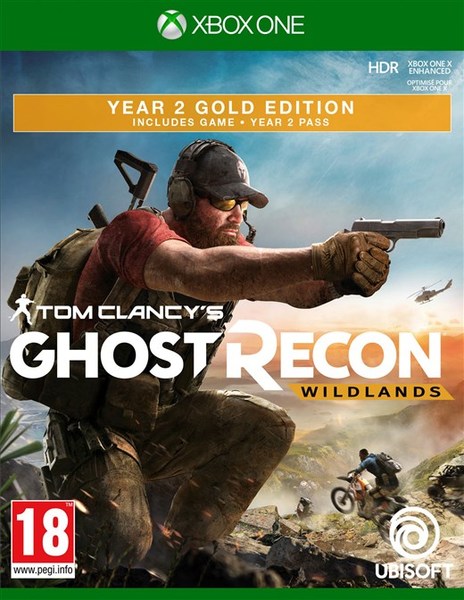 XBOX ONE
HDR
XBOX ONE X
ENHANCED
OPTIMISÉ POUR
XBOX ONE X
YEAR 2 GOLD EDITION
INCLUDES GAME • YEAR 2 PASS
TOM CLANCY'S
GHOST RECON
WILDLANDS
18
www.pegi.info
UBISOFT